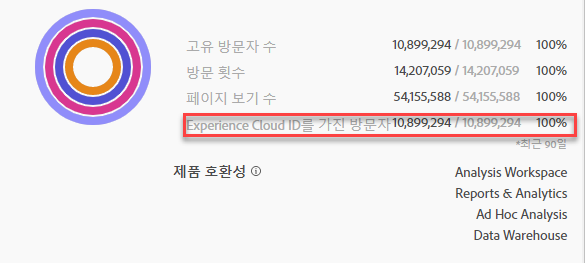 고유 방문자 수 10,899,294 / 10,899,294 100%
방문 횟수 14,207,059 / 14,207,059 100%
페이지 보기 수 54,155,588 / 54,155,588 100%
Experience Cloud ID를 가진 방문자 10,899,294 / 10,899,294 100%
*최근 90일
제품 호환성 Analysis Workspace
Reports & Analytics
Ad Hoc Analysis
Data Warehouse